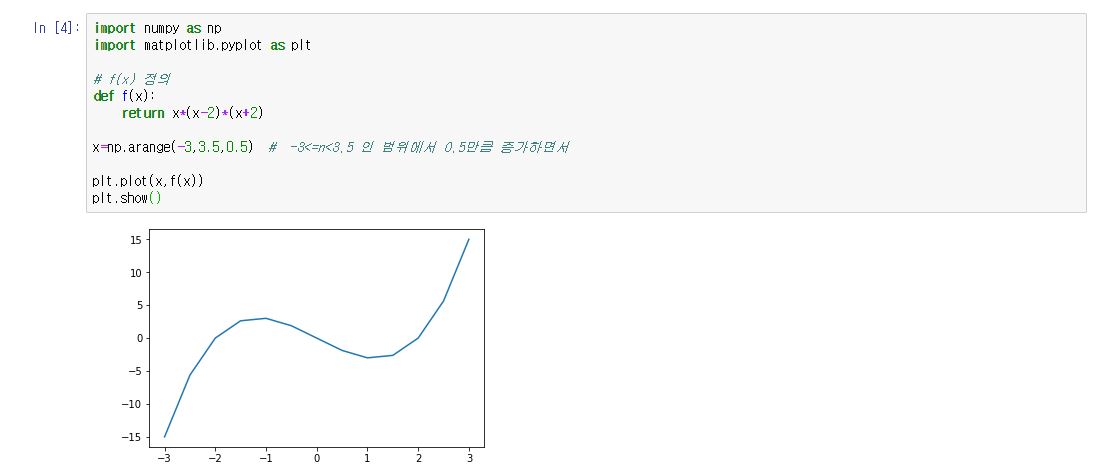 In [4]:
import numpy as np
import matplotlib.pyplot as plt
# f(x) 정의
def f(x):
return x*(x-2)*(x+2)
x=np.arange(-3,3.5,0.5) # -3<=n<3.5 인 범위에서 0.5만큼 증가하면서
plt.plot(x,f(x))
plt.show()
15
10
5
0
−5
−10
−15
−3 −2 −1 0 1 2 3